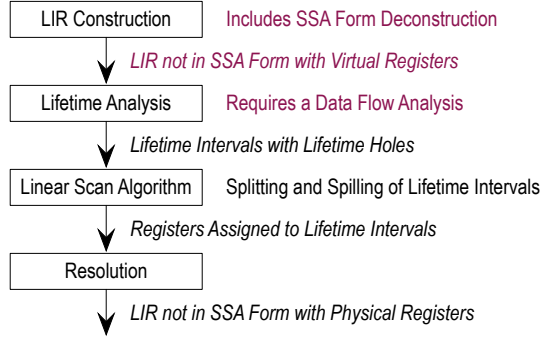 LIR Construction Includes SSA Form Deconstruction
LIR not in SSA Form with Virtual Registers
Lifetime Analysis Requires a Data Flow Analysis
Lifetime Intervals with Lifetime Holes
Linear Scan Algorithm Splitting and Spilling of Lifetime Intervals
Registers Assigned to Lifetime Intervals
Resolution
LIR not in SSA Form with Physical Registers